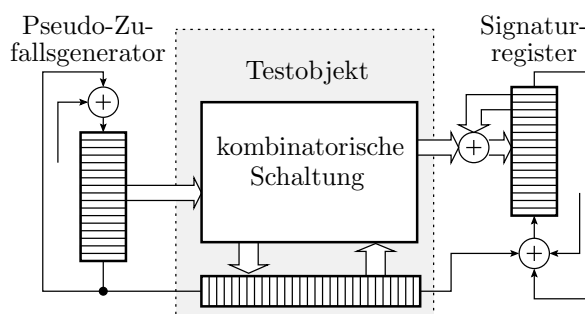 Pseudo-Zu-
fallsgenerator
Testobjekt
kombinatorische
Schaltung
Signatur-
register